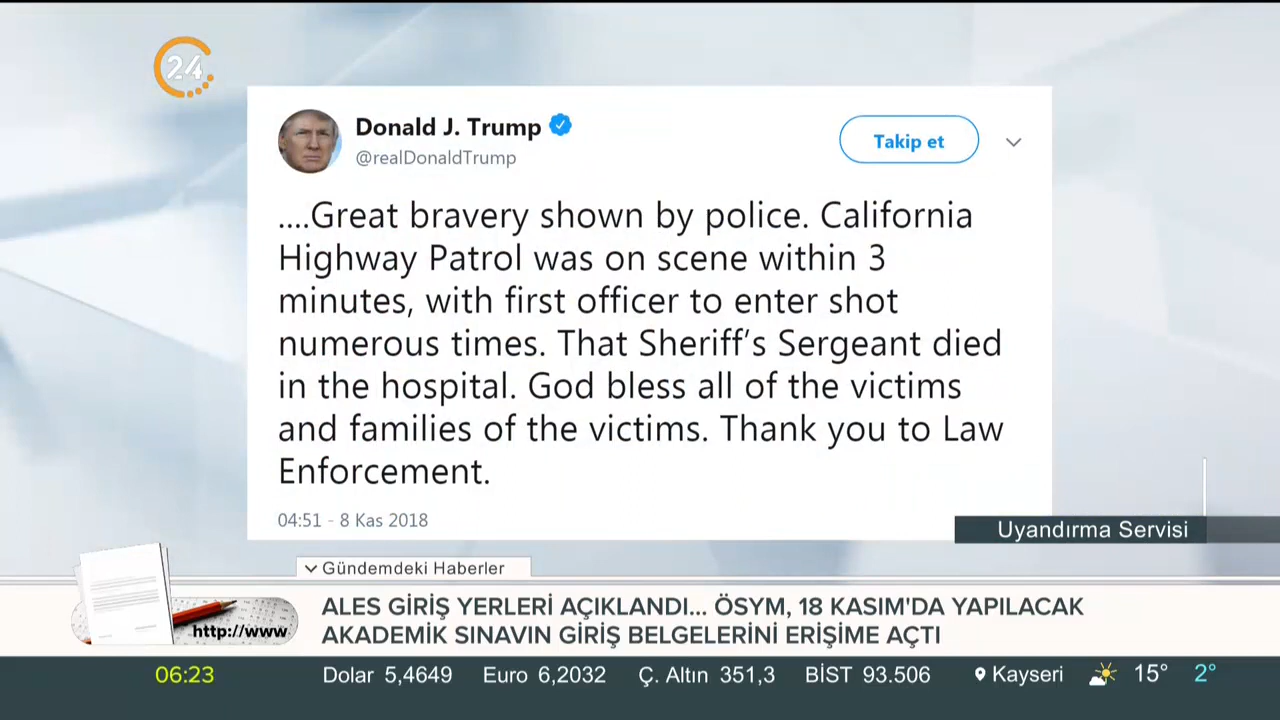 24
Donald J. Trump
@realDonaldTrump
Takip et
....Great bravery shown by police. California
Highway Patrol was on scene within 3
minutes, with first officer to enter shot
numerous times. That Sheriff's Sergeant died
in the hospital. God bless all of the victims
and families of the victims. Thank you to Law
Enforcement.
04:51 - 8 Kas 2018
Uyandırma Servisi
Gündemdeki Haberler
http://www
ALES GİRİŞ YERLERİ AÇIKLANDI... ÖSYM, 18 KASIM'DA YAPILACAK
AKADEMİK SINAVIN GİRİŞ BELGELERİNİ ERİŞİME AÇTI
06:23 Dolar 5,4649 Euro 6,2032 Ç. Altın 351,3 BİST 93.506 Kayseri 15° 2°